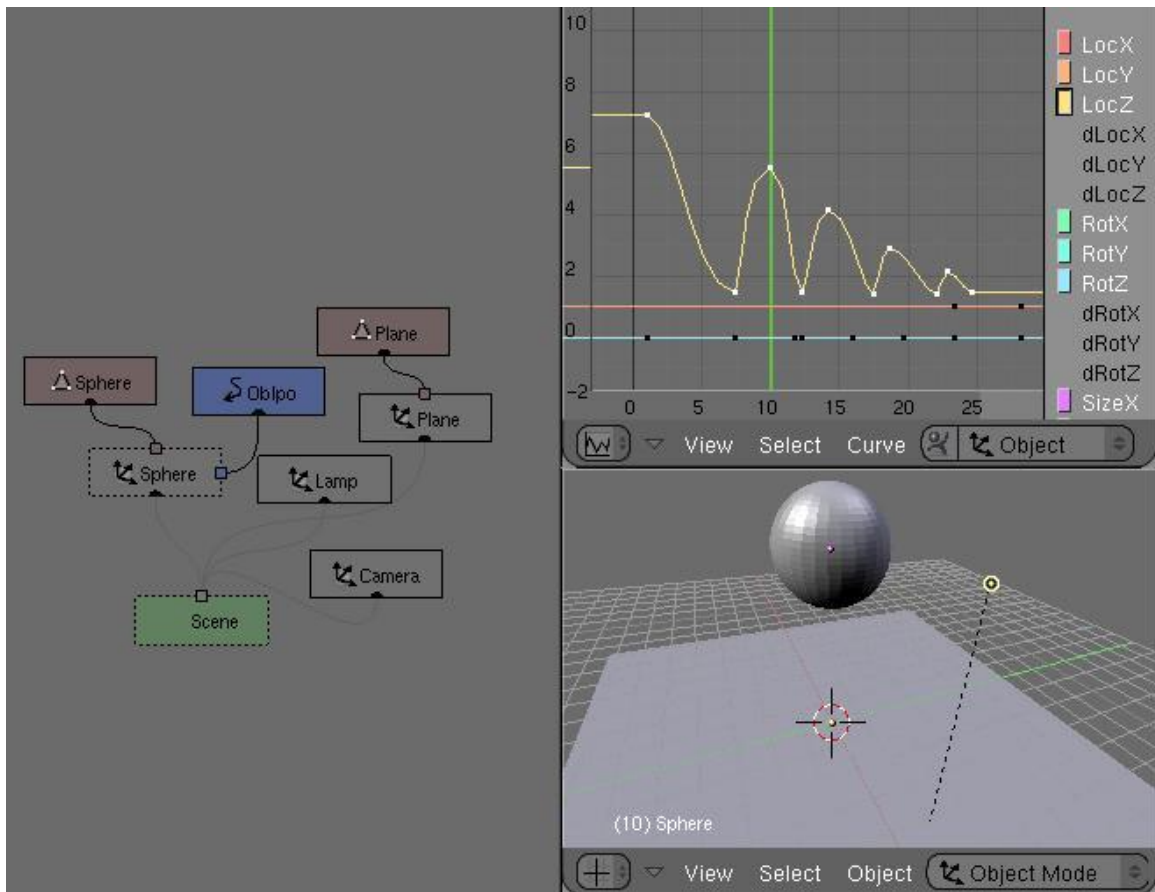 Plane
Sphere
ObIpo
Plane
Sphere
Lamp
Camera
Scene
10
8
6
4
2
0
-2
0 5 10 15 20 25
LocX
LocY
LocZ
dLocX
dLocY
dLocZ
RotX
RotY
RotZ
dRotX
dRotY
dRotZ
SizeX
View Select Curve Object
(10) Sphere
View Select Object Object Mode